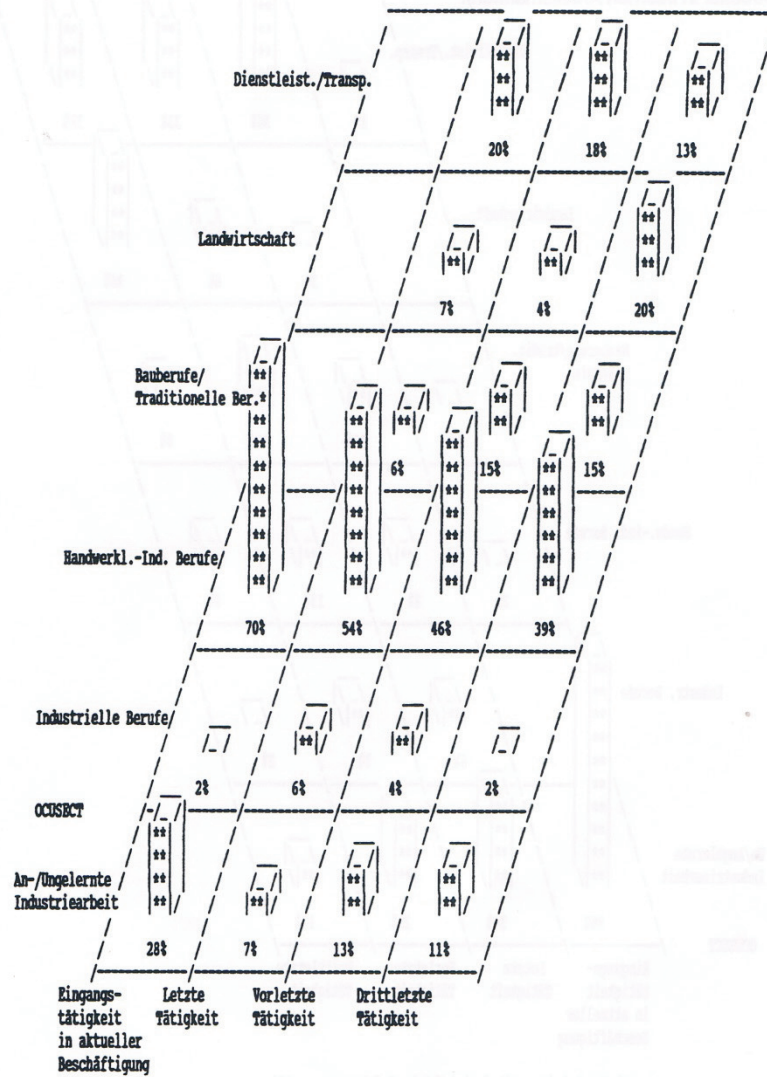 Dienstleist./Transp.
20% 18% 13%
Landwirtschaft
7% 4% 20%
Bauberufe/
Traditionelle Ber.
6% 15% 15%
Handwerkl.-Ind. Berufe
70% 54% 46% 39%
Industrielle Berufe
2% 6% 4% 2%
OCUSECT
An-/Ungelernte
Industriearbeit
28% 7% 13% 11%
Eingangs- Letzte Vorletzte Drittletzte
tätigkeit Tätigkeit Tätigkeit Tätigkeit
in aktueller
Beschäftigung